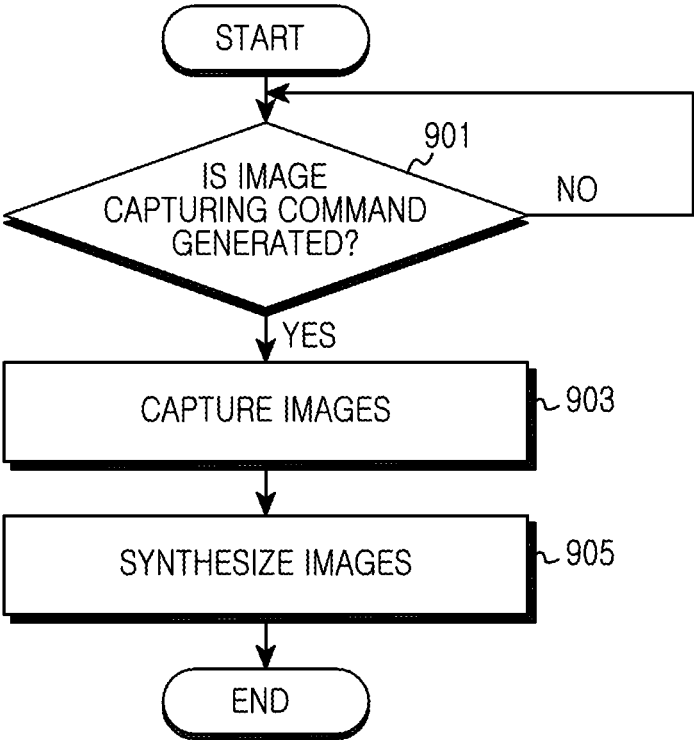 START
901
IS IMAGE
CAPTURING COMMAND
GENERATED?
NO
YES
CAPTURE IMAGES
903
SYNTHESIZE IMAGES
905
END